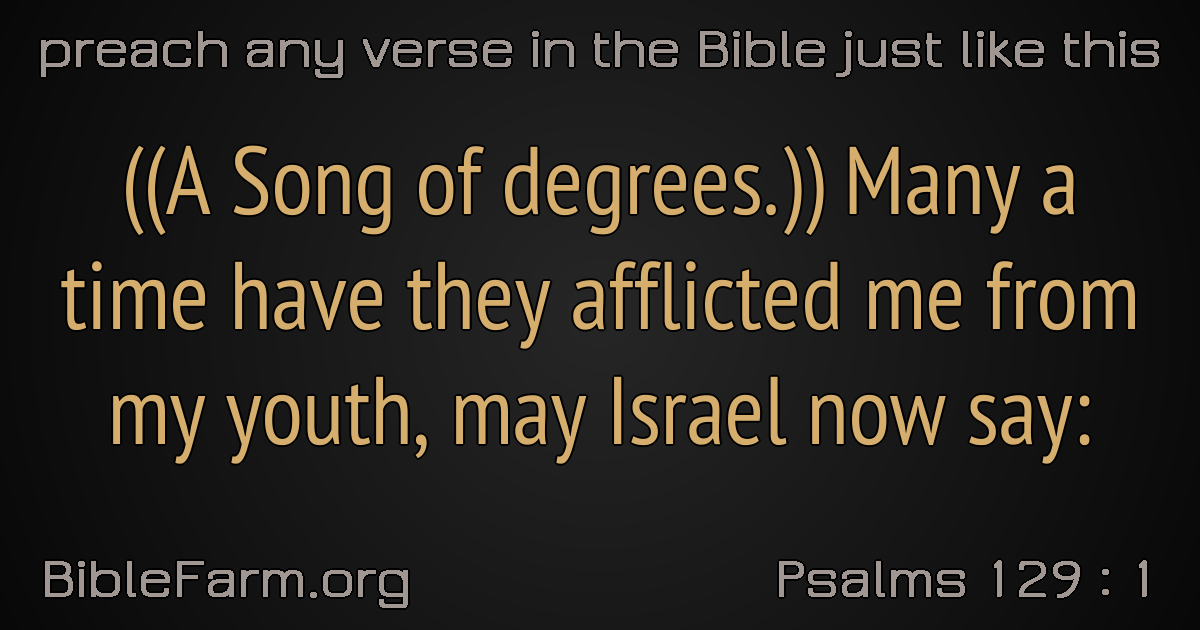 preach any verse in the Bible just like this
((A Song of degrees.)) Many a
time have they afflicted me from
my youth, may Israel now say:
BibleFarm.org
Psalms 129 : 1